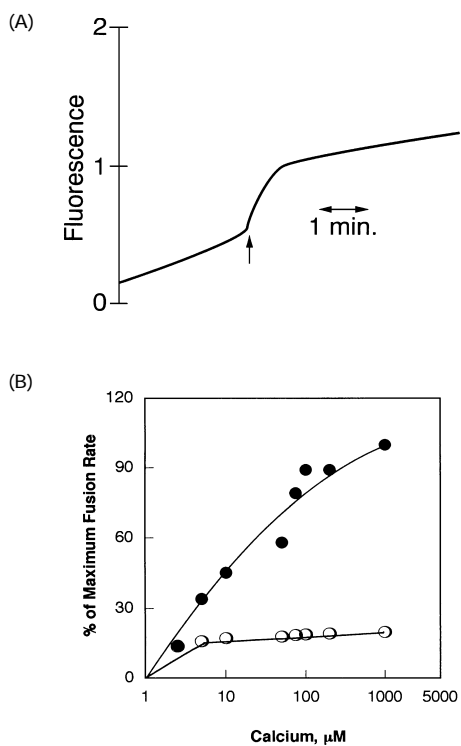 (A)
2
1
0
Fluorescence
1 min.
(B)
120
90
60
30
0
% of Maximum Fusion Rate
1 10 100 1000 5000
Calcium, μM